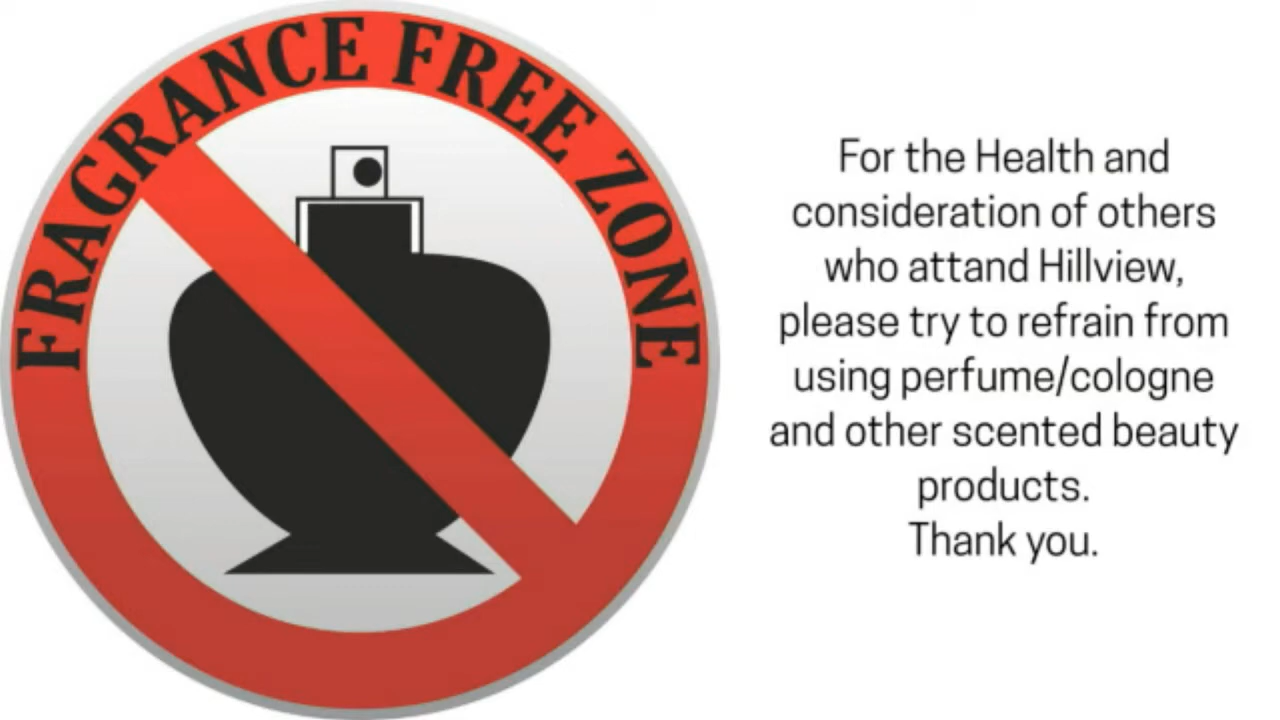 FRAGRANCE FREE ZONE
For the Health and
consideration of others
who attand Hillview,
please try to refrain from
using perfume/cologne
and other scented beauty
products.
Thank you.